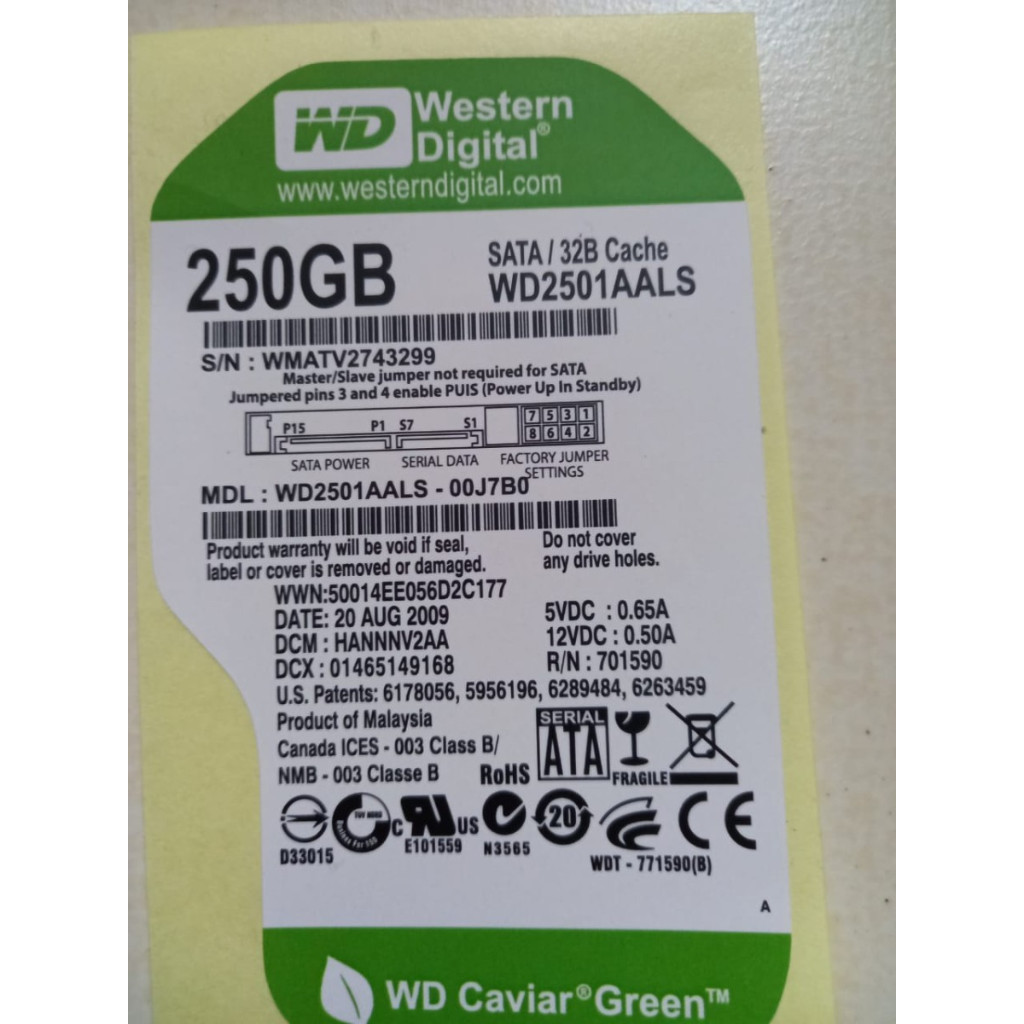 WD Western
Digital®
www.westerndigital.com
250GB
SATA / 32B Cache
WD2501AALS
S/N : WMATV2743299
Master/Slave jumper not required for SATA
Jumpered pins 3 and 4 enable PUIS (Power Up In Standby)
P15 P1 S7 S1
7 5 3 1
8 6 4 2
SATA POWER SERIAL DATA FACTORY JUMPER
SETTINGS
MDL : WD2501AALS - 00J7B0
Product warranty will be void if seal,
label or cover is removed or damaged.
Do not cover
any drive holes.
WWN:50014EE056D2C177
DATE: 20 AUG 2009
DCM : HANNNV2AA
DCX : 01465149168
5VDC : 0.65A
12VDC : 0.50A
R/N : 701590
U.S. Patents: 6178056, 5956196, 6289484, 6263459
Product of Malaysia
Canada ICES - 003 Class B/
NMB - 003 Classe B
RoHS
SERIAL
ATA
FRAGILE
D33015
C US
E101559
N3565
20
CE
WDT - 771590(B)
A
WD Caviar® Green™